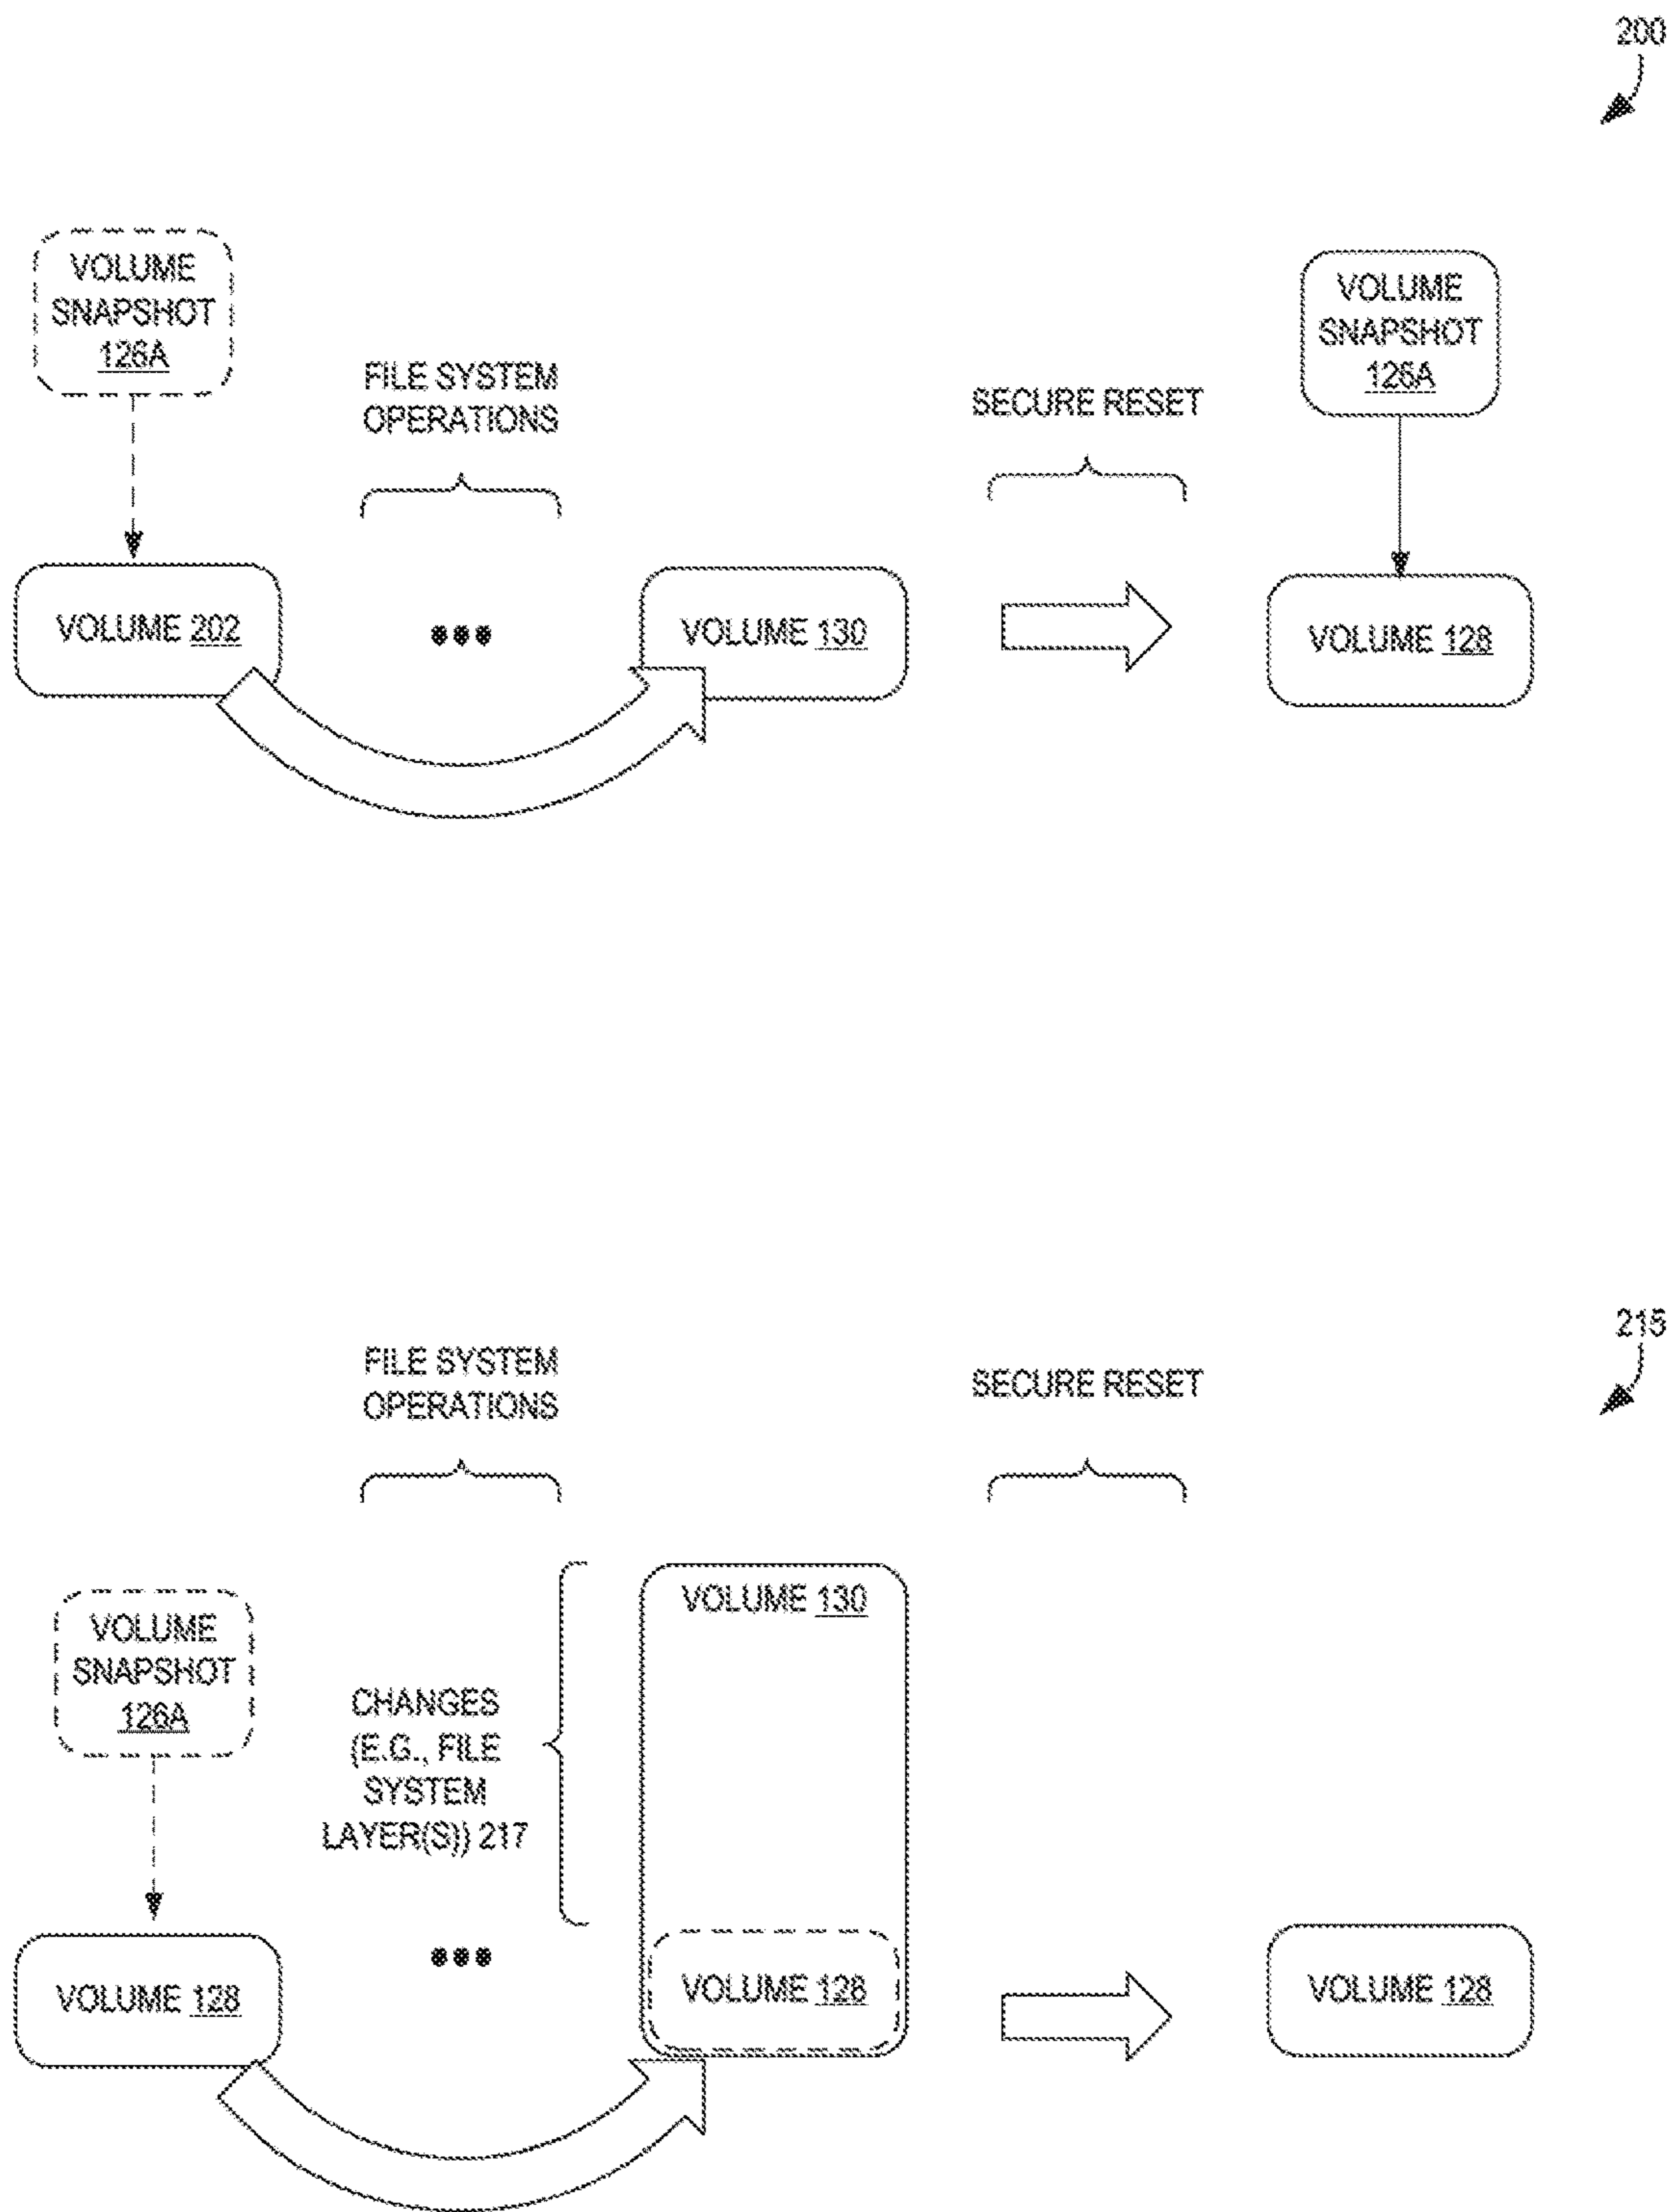 200
VOLUME
SNAPSHOT
126A
FILE SYSTEM
OPERATIONS
SECURE RESET
VOLUME
SNAPSHOT
126A
VOLUME 202
VOLUME 130
VOLUME 128
215
FILE SYSTEM
OPERATIONS
SECURE RESET
VOLUME
SNAPSHOT
126A
CHANGES
(E.G., FILE
SYSTEM
LAYER(S)) 217
VOLUME 130
VOLUME 128
VOLUME 128
VOLUME 128